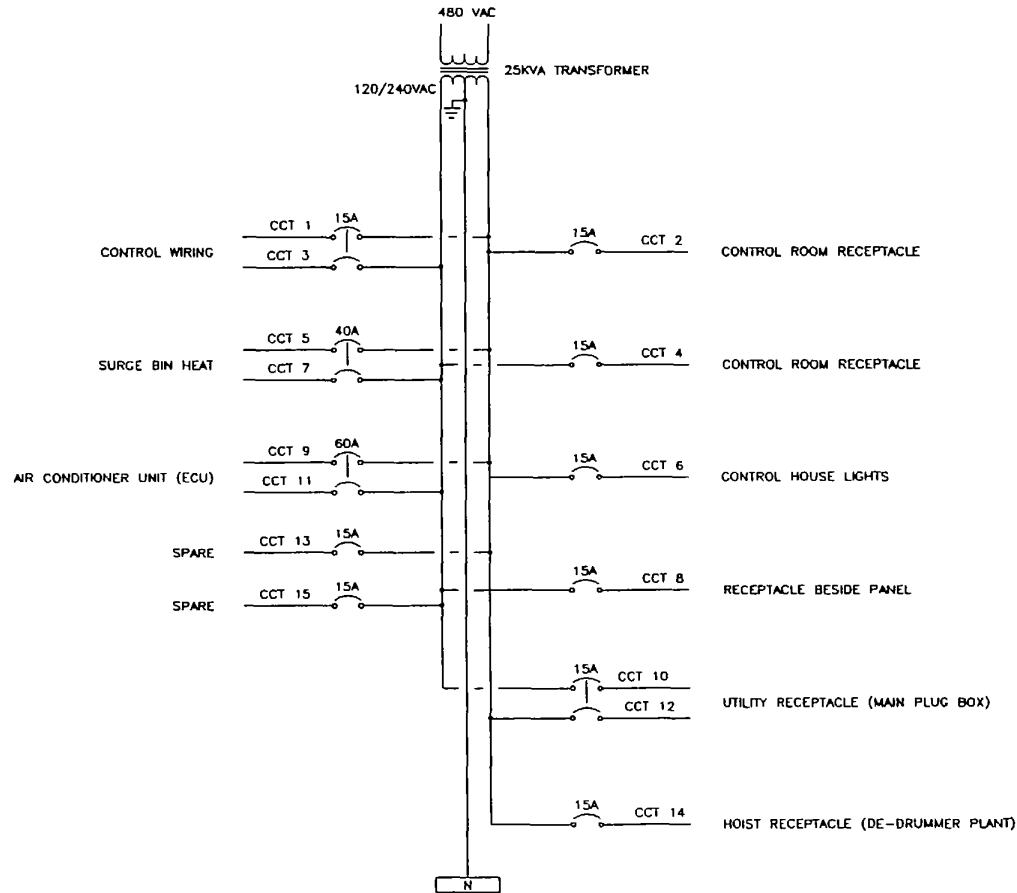 480 VAC
25KVA TRANSFORMER
120/240VAC
CONTROL WIRING
CCT 1
15A
CCT 3
15A
CCT 2
CONTROL ROOM RECEPTACLE
SURGE BIN HEAT
CCT 5
40A
CCT 7
15A
CCT 4
CONTROL ROOM RECEPTACLE
AIR CONDITIONER UNIT (ECU)
CCT 9
60A
CCT 11
15A
CCT 6
CONTROL HOUSE LIGHTS
SPARE
CCT 13
15A
SPARE
CCT 15
15A
15A
CCT 8
RECEPTACLE BESIDE PANEL
15A
CCT 10
CCT 12
UTILITY RECEPTACLE (MAIN PLUG BOX)
15A
CCT 14
HOIST RECEPTACLE (DE-DRUMMER PLANT)
N